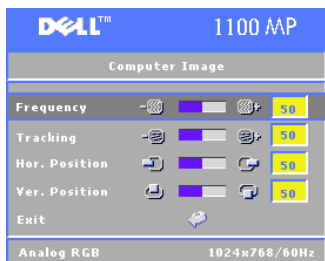 DELL™ 1100 MP
Computer Image
Frequency 50
Tracking 50
Hor. Position 50
Ver. Position 50
Exit
Analog RGB 1024x768/60Hz